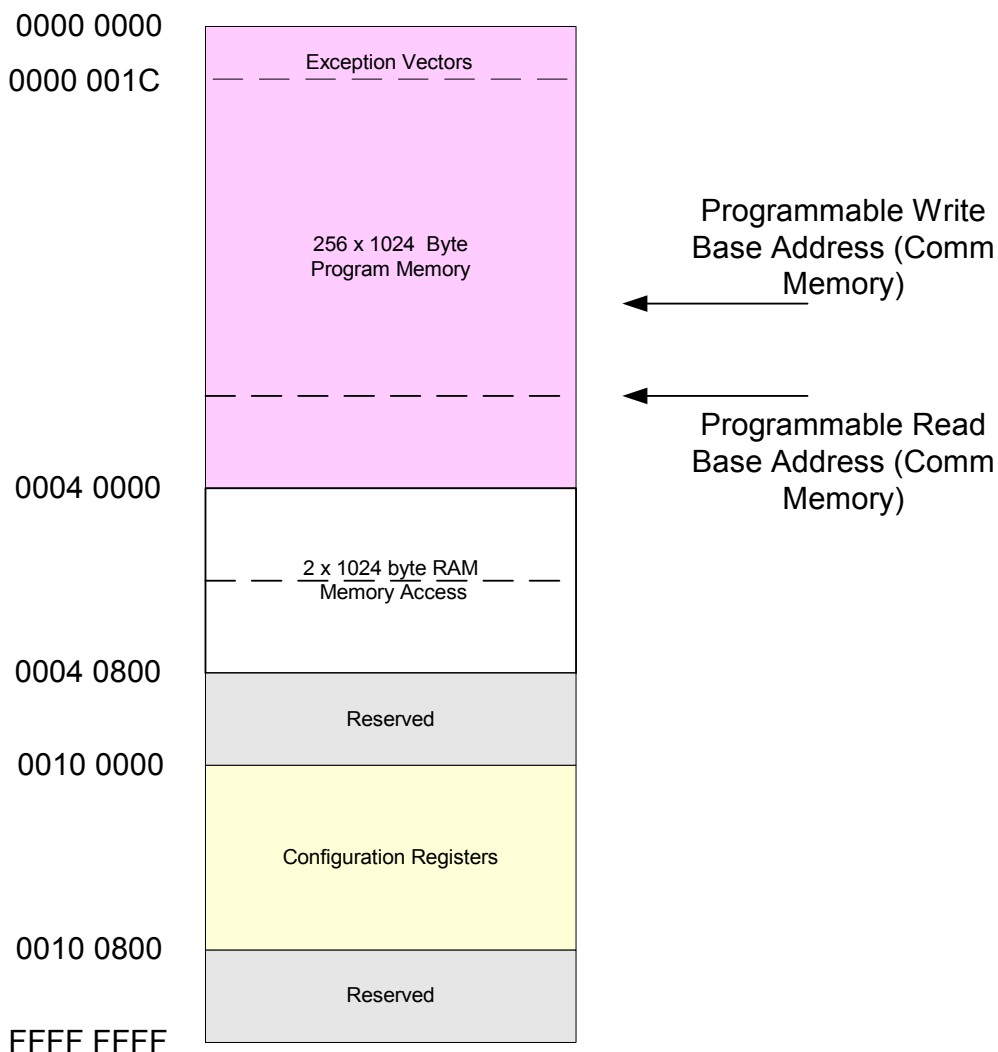 0000 0000
Exception Vectors
0000 001C
Programmable Write
Base Address (Comm
Memory)
256 x 1024 Byte
Program Memory
Programmable Read
Base Address (Comm
Memory)
0004 0000
2 x 1024 byte RAM
Memory Access
0004 0800
Reserved
0010 0000
Configuration Registers
0010 0800
Reserved
FFFF FFFF